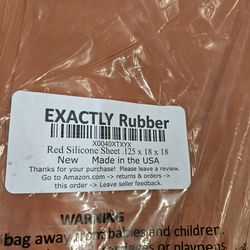 EXACTLY Rubber
X0040XTXYX
Red Silicone Sheet .125 x 18 x 18
New Made in the USA
Thanks for your purchase! Please leave a review.
Go to Amazon.com -> returns & orders ->
this order -> Leave seller feedback.
WARNING
bag away from babies and children.
or playpens.